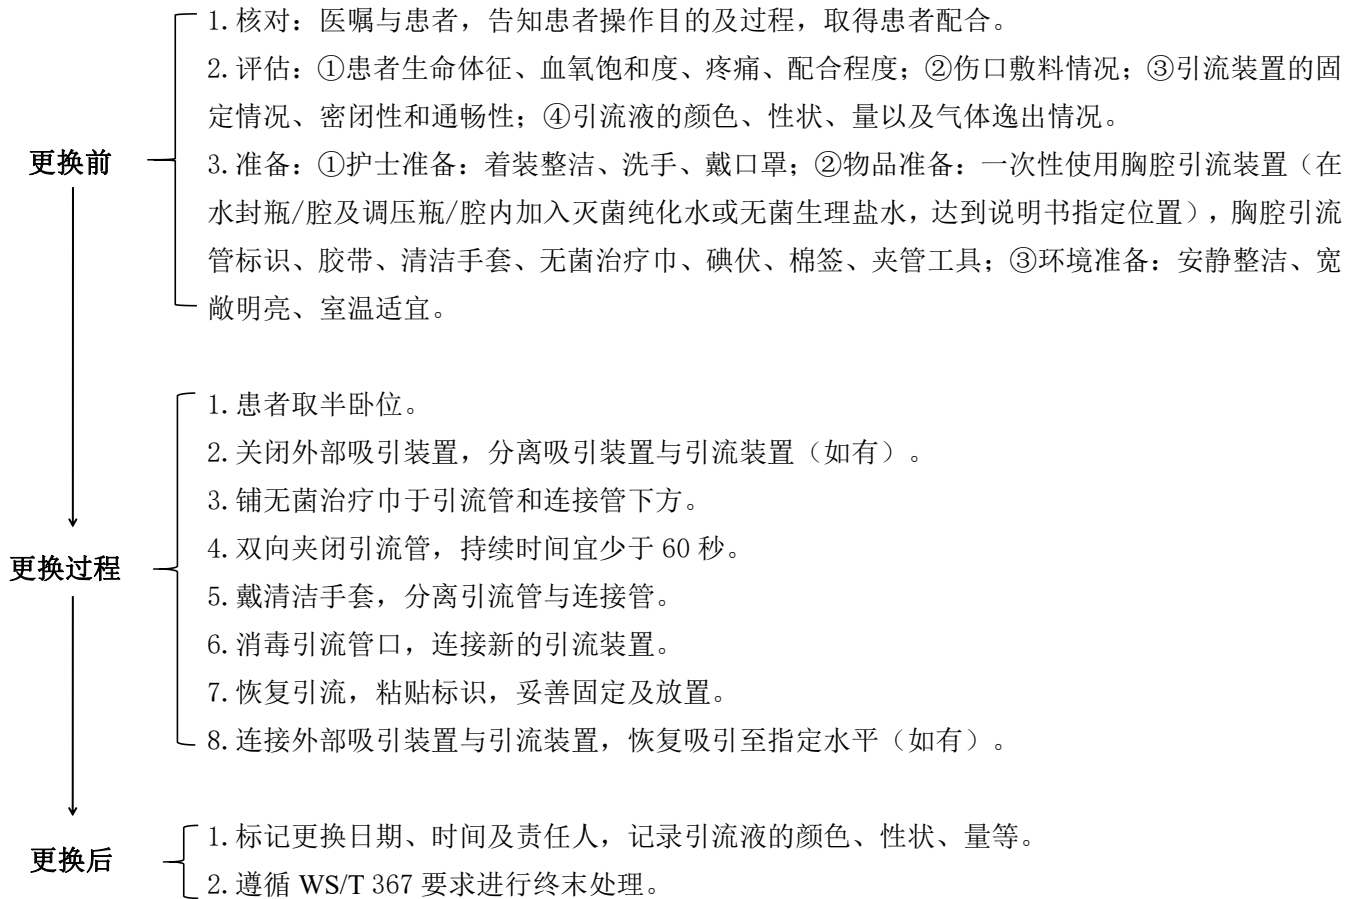 更换前
1.核对：医嘱与患者，告知患者操作目的及过程，取得患者配合。
2.评估：①患者生命体征、血氧饱和度、疼痛、配合程度；②伤口敷料情况；③引流装置的固
定情况、密闭性和通畅性；④引流液的颜色、性状、量以及气体逸出情况。
3.准备：①护士准备：着装整洁、洗手、戴口罩；②物品准备：一次性使用胸腔引流装置（在
水封瓶/腔及调压瓶/腔内加入灭菌纯化水或无菌生理盐水，达到说明书指定位置），胸腔引流
管标识、胶带、清洁手套、无菌治疗巾、碘伏、棉签、夹管工具；③环境准备：安静整洁、宽
敞明亮、室温适宜。
更换过程
1.患者取半卧位。
2.关闭外部吸引装置，分离吸引装置与引流装置（如有）。
3.铺无菌治疗巾于引流管和连接管下方。
4.双向夹闭引流管，持续时间宜少于 60 秒。
5.戴清洁手套，分离引流管与连接管。
6.消毒引流管口，连接新的引流装置。
7.恢复引流，粘贴标识，妥善固定及放置。
8.连接外部吸引装置与引流装置，恢复吸引至指定水平（如有）。
更换后
1.标记更换日期、时间及责任人，记录引流液的颜色、性状、量等。
2.遵循 WS/T 367 要求进行终末处理。